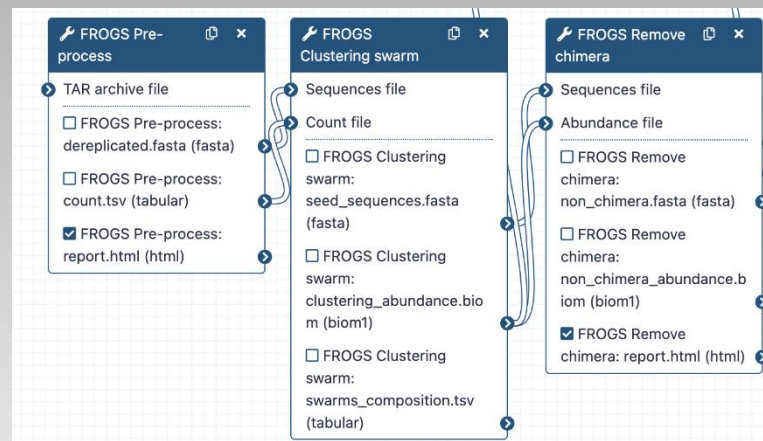 FROGS Pre-
process
TAR archive file
FROGS Pre-process:
dereplicated.fasta (fasta)
FROGS Pre-process:
count.tsv (tabular)
FROGS Pre-process:
report.html (html)
FROGS
Clustering swarm
Sequences file
Count file
FROGS Clustering
swarm:
seed_sequences.fasta
(fasta)
FROGS Clustering
swarm:
clustering_abundance.bio
m (biom1)
FROGS Clustering
swarm:
swarms_composition.tsv
(tabular)
FROGS Remove
chimera
Sequences file
Abundance file
FROGS Remove
chimera:
non_chimera.fasta (fasta)
FROGS Remove
chimera:
non_chimera_abundance.b
iom (biom1)
FROGS Remove
chimera: report.html (html)